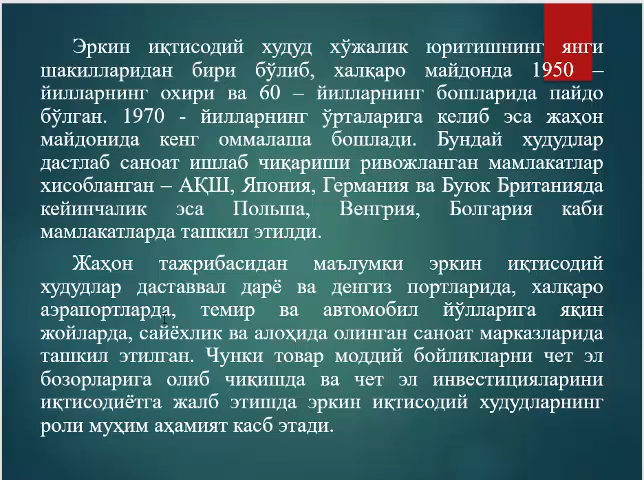 Эркин иқтисодий худуд хўжалик юритишнинг янги
шакилларидан бири бўлиб, халқаро майдонда 1950 –
йилларнинг охири ва 60 – йилларнинг бошларида пайдо
бўлган. 1970 - йилларнинг ўрталарига келиб эса жаҳон
майдонида кенг оммалаша бошлади. Бундай худудлар
дастлаб саноат ишлаб чиқариши ривожланган мамлакатлар
хисобланган – АҚШ, Япония, Германия ва Буюк Британияда
кейинчалик эса Польша, Венгрия, Болгария каби
мамлакатларда ташкил этилди.
Жаҳон тажрибасидан маълумки эркин иқтисодий
худудлар даставвал дарё ва денгиз портларида, халқаро
аэрапортларда, темир ва автомобил йўлларига яқин
жойларда, сайёхлик ва алоҳида олинган саноат марказларида
ташкил этилган. Чунки товар моддий бойликларни чет эл
бозорларига олиб чиқишда ва чет эл инвестицияларини
иқтисодиётга жалб этишда эркин иқтисодий худудларнинг
роли муҳим аҳамият касб этади.